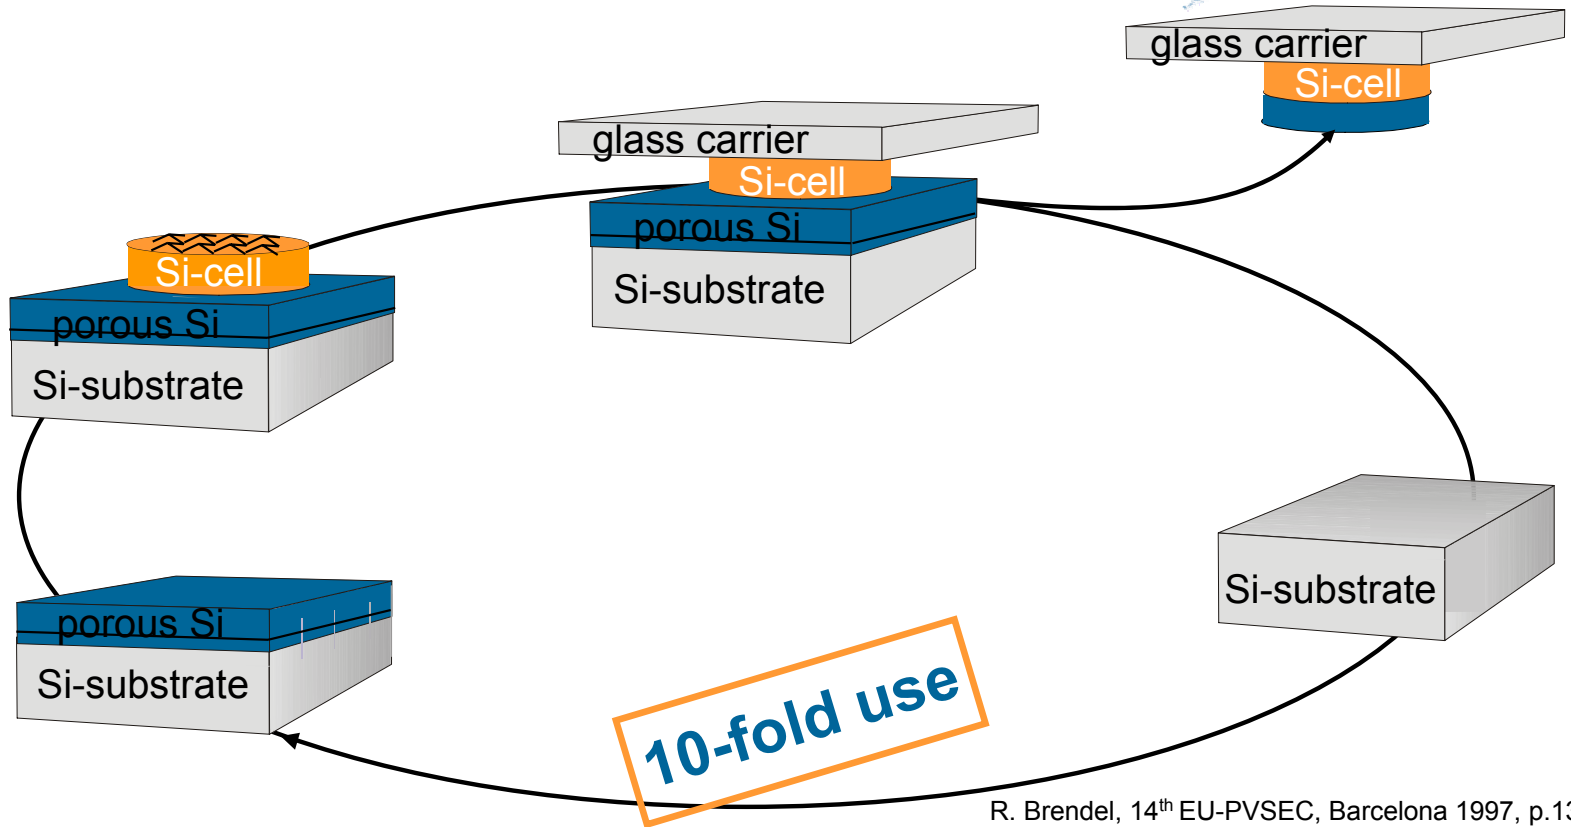 glass carrier
Si-cell
glass carrier
Si-cell
porous Si
Si-substrate
Si-cell
porous Si
Si-substrate
Si-substrate
porous Si
Si-substrate
10-fold use
R. Brendel, 14th EU-PVSEC, Barcelona 1997, p.13